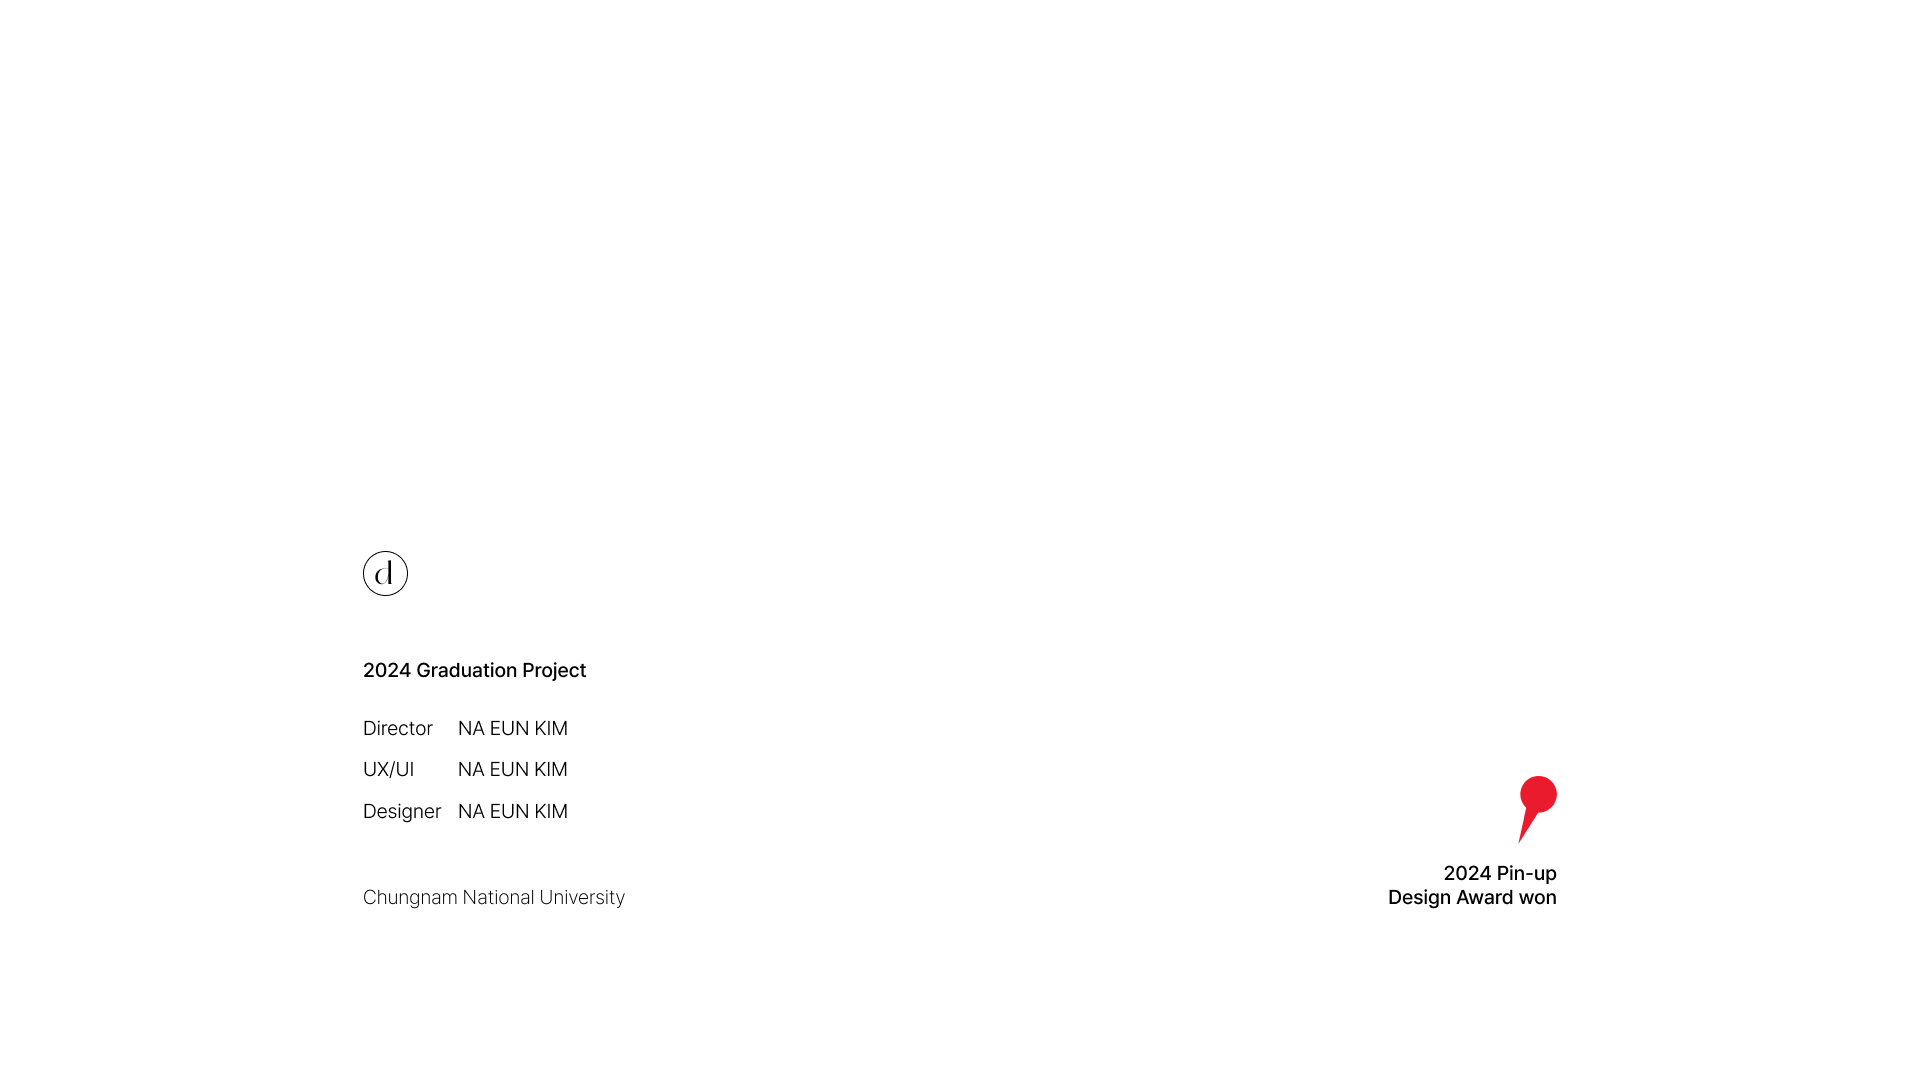 d
2024 Graduation Project
Director NA EUN KIM
UX/UI NA EUN KIM
Designer NA EUN KIM
Chungnam National University
2024 Pin-up
Design Award won